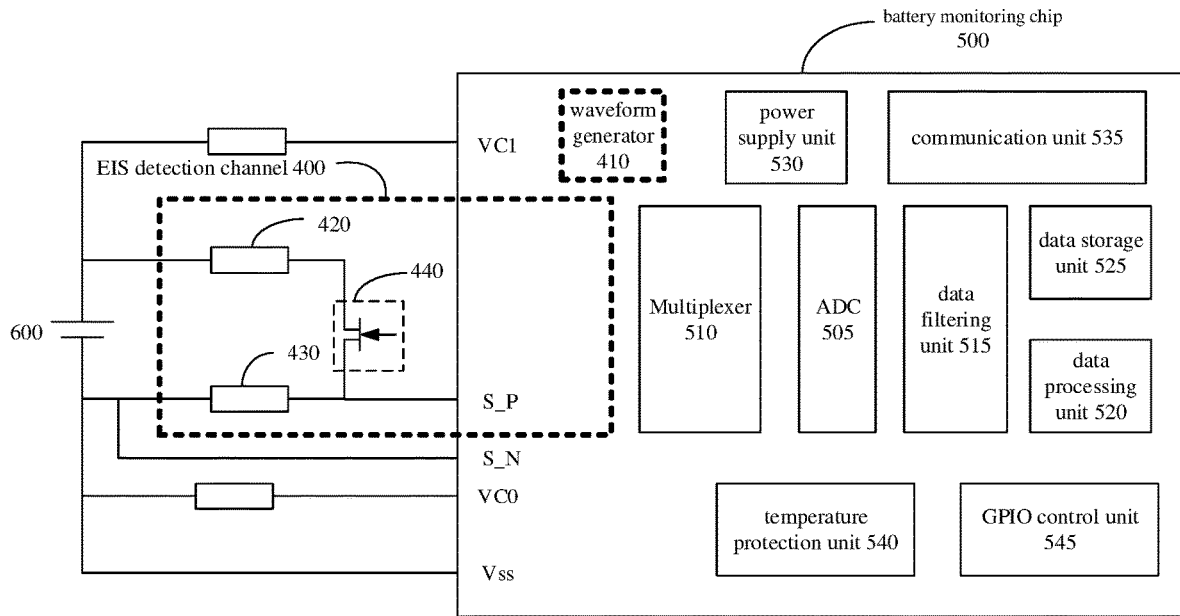 battery monitoring chip
500
waveform
generator
410
power
supply unit
530
communication unit 535
VC1
EIS detection channel 400
420
440
Multiplexer
510
ADC
505
data
filtering
unit 515
data storage
unit 525
600
430
data
processing
unit 520
S_P
S_N
VC0
temperature
protection unit 540
GPIO control unit
545
Vss